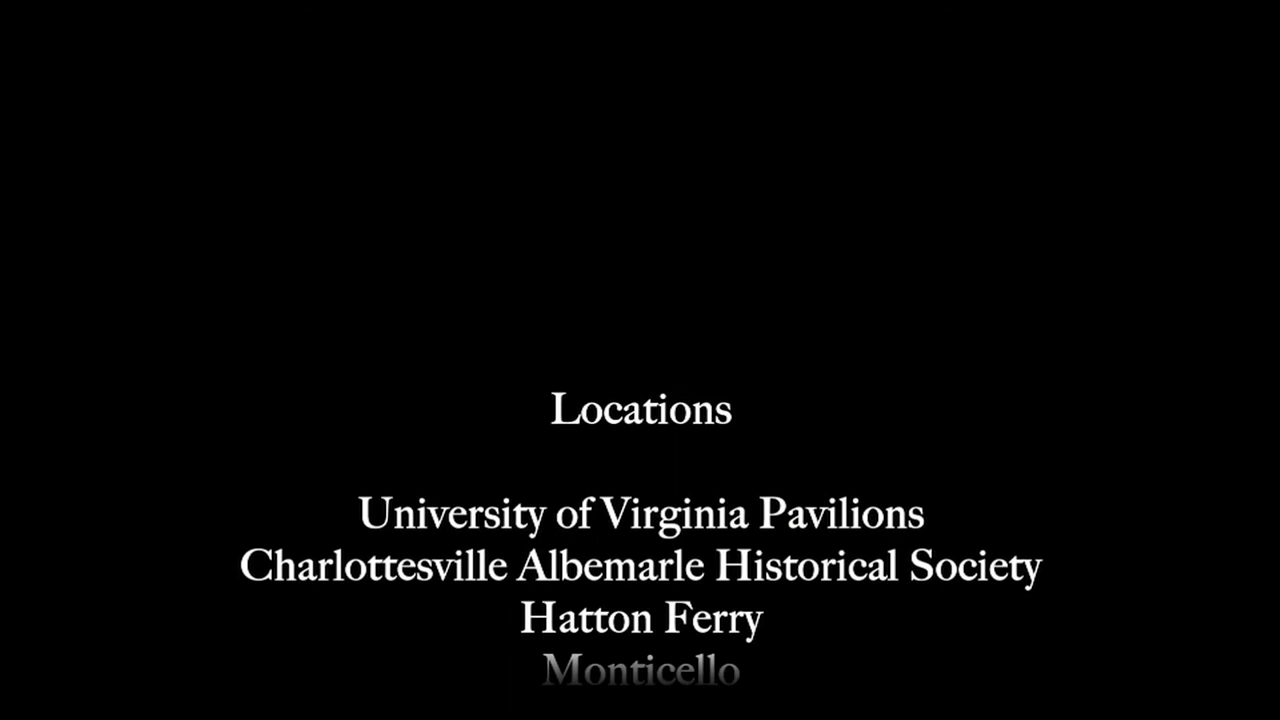 Locations
University of Virginia Pavilions
Charlottesville Albemarle Historical Society
Hatton Ferry
Monticello